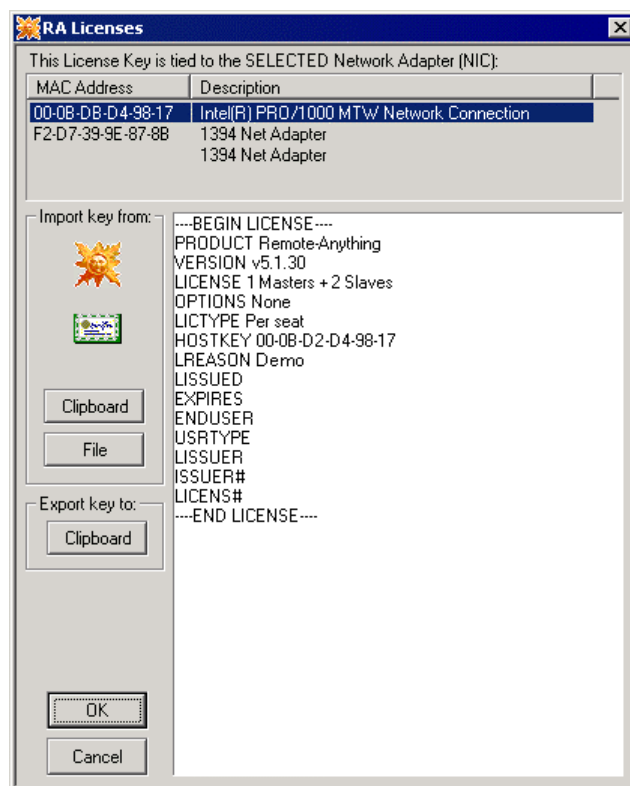 RA Licenses
This License Key is tied to the SELECTED Network Adapter (NIC):
MAC Address Description
00-0B-DB-D4-98-17 Intel(R) PRO/1000 MTW Network Connection
F2-D7-39-9E-87-8B 1394 Net Adapter
1394 Net Adapter
Import key from:
Clipboard
File
Export key to:
Clipboard
OK
Cancel
----BEGIN LICENSE----
PRODUCT Remote-Anything
VERSION v5.1.30
LICENSE 1 Masters + 2 Slaves
OPTIONS None
LICTYPE Per seat
HOSTKEY 00-0B-D2-D4-98-17
LREASON Demo
LISSUED
EXPIRES
ENDUSER
USRTYPE
LISSUER
ISSUER#
LICENS#
----END LICENSE----